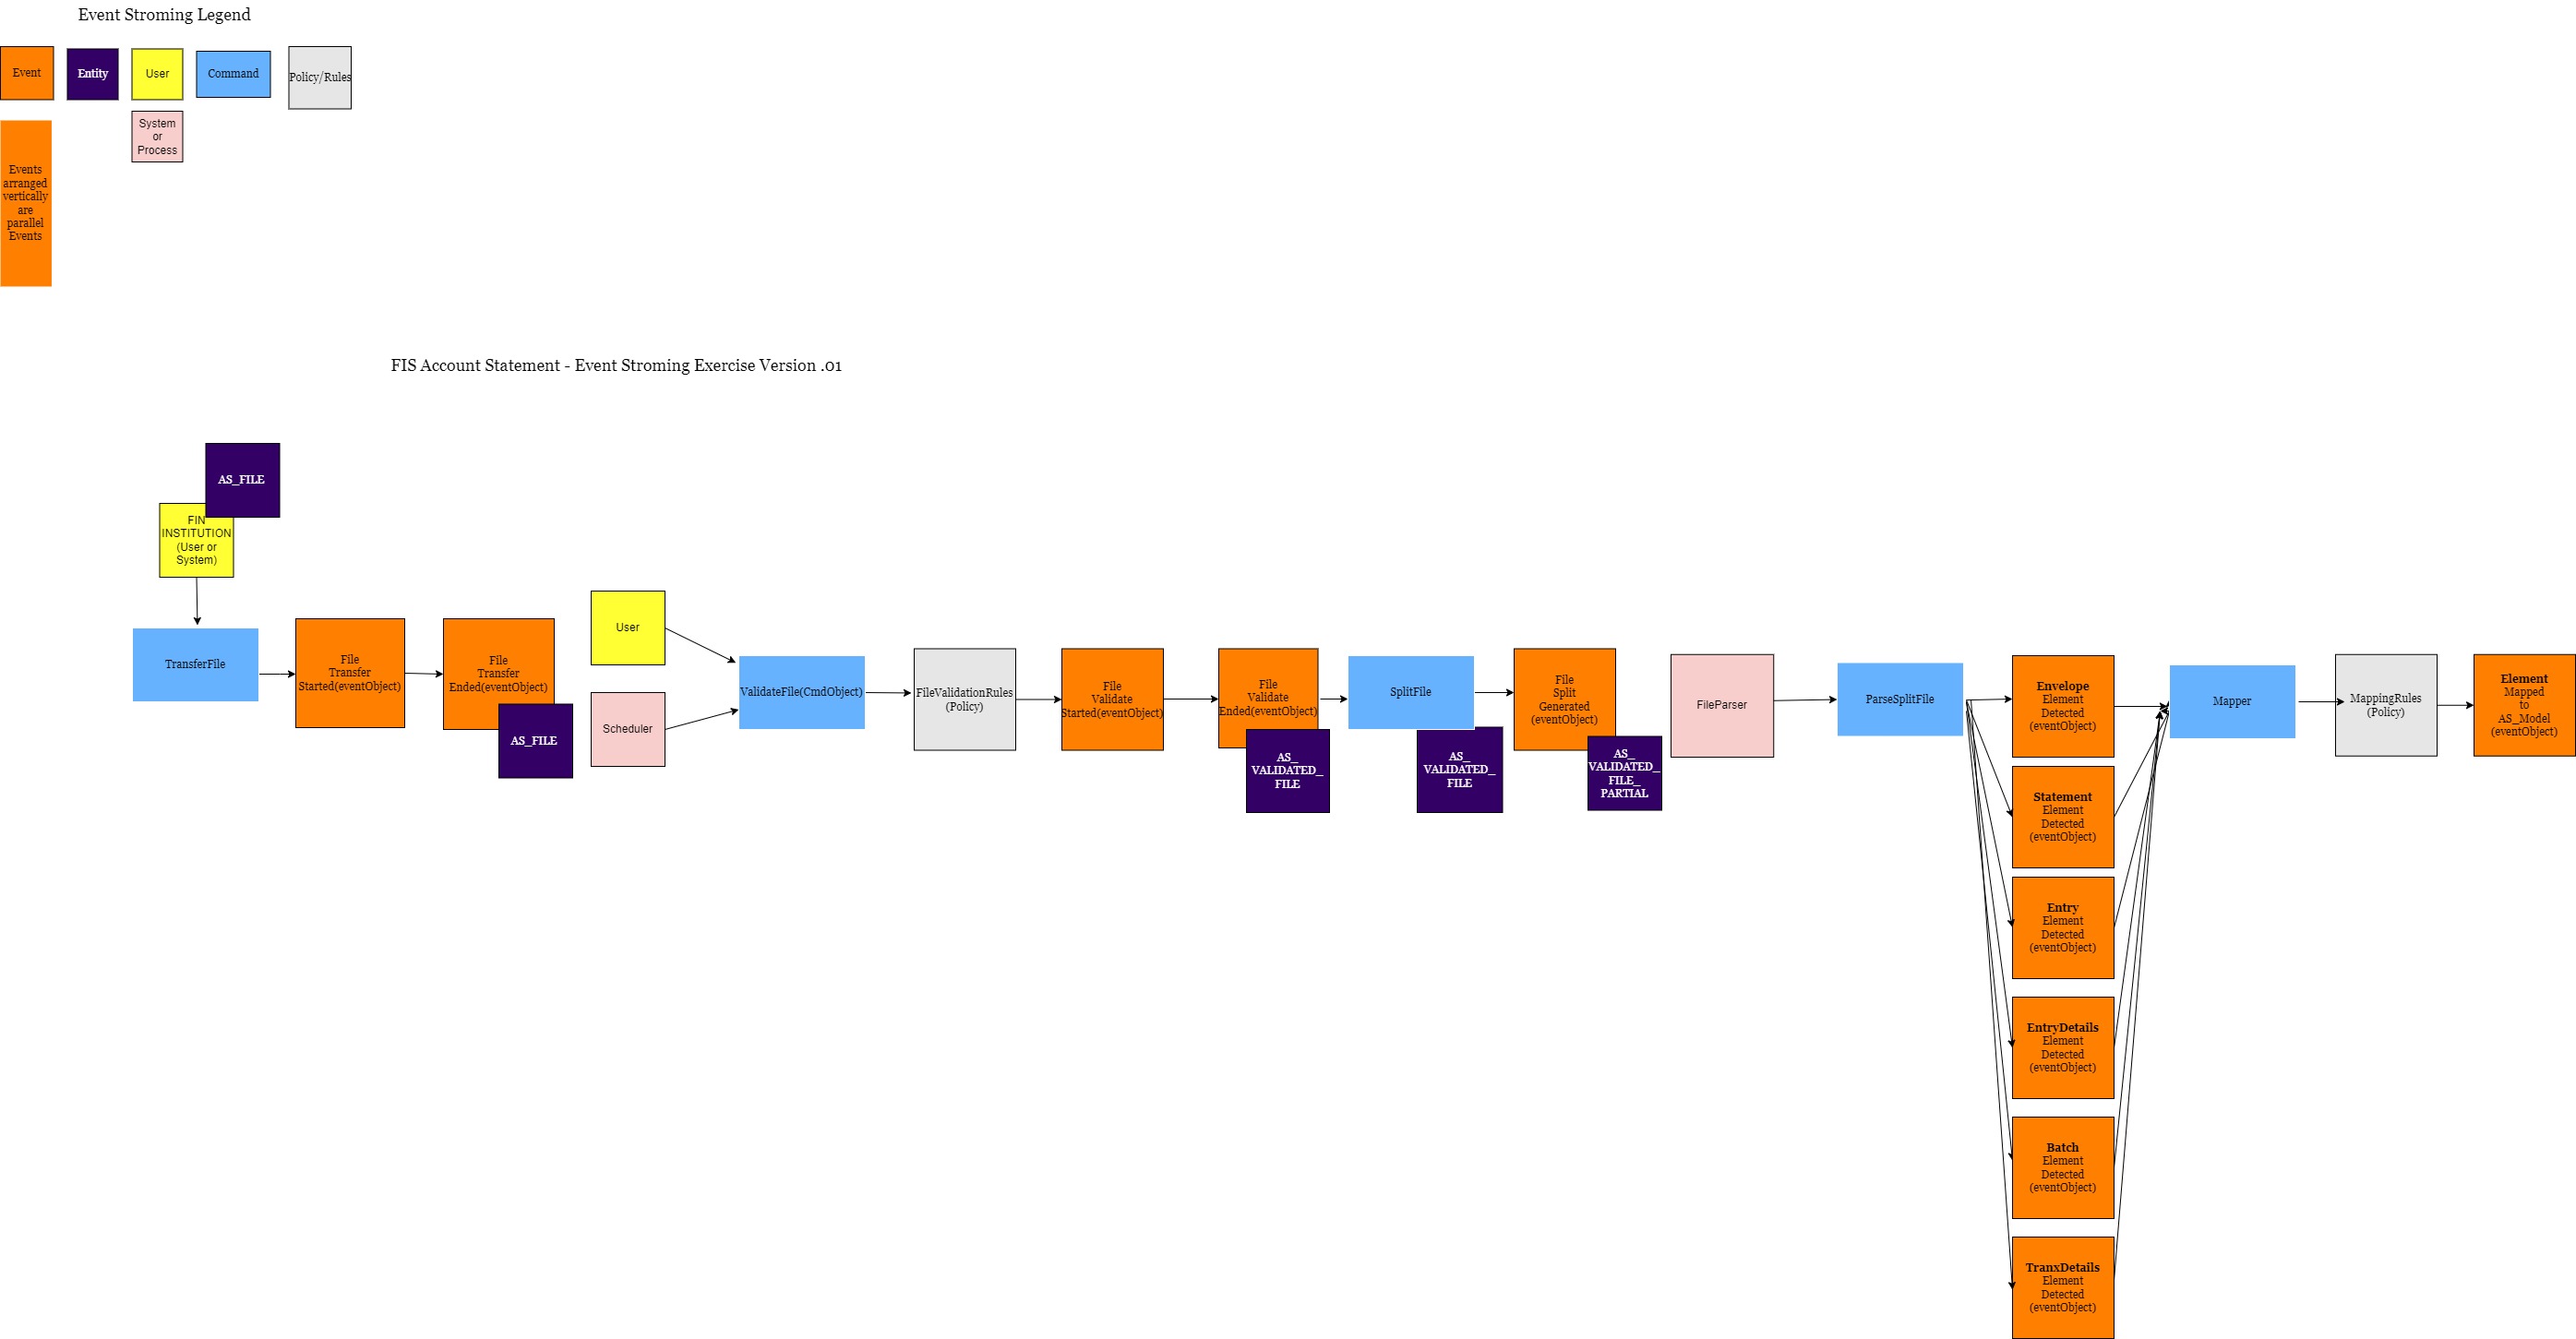 Event Stroming Legend
Event
Entity
User
Command
Policy/Rules
System
or
Process
Events
arranged
vertically
are
parallel
Events
FIS Account Statement - Event Stroming Exercise Version .01
AS_FILE
FIN
INSTITUTION
(User or
System)
TransferFile
File
Transfer
Started(eventObject)
File
Transfer
Ended(eventObject)
AS_FILE
User
Scheduler
ValidateFile(CmdObject)
FileValidationRules
(Policy)
File
Validate
Started(eventObject)
File
Validate
Ended(eventObject)
AS_
VALIDATED_
FILE
SplitFile
AS_
VALIDATED_
FILE
File
Split
Generated
(eventObject)
AS_
VALIDATED_
FILE_
PARTIAL
FileParser
ParseSplitFile
Envelope
Element
Detected
(eventObject)
Statement
Element
Detected
(eventObject)
Entry
Element
Detected
(eventObject)
EntryDetails
Element
Detected
(eventObject)
Batch
Element
Detected
(eventObject)
TranxDetails
Element
Detected
(eventObject)
Mapper
MappingRules
(Policy)
Element
Mapped
to
AS_Model
(eventObject)